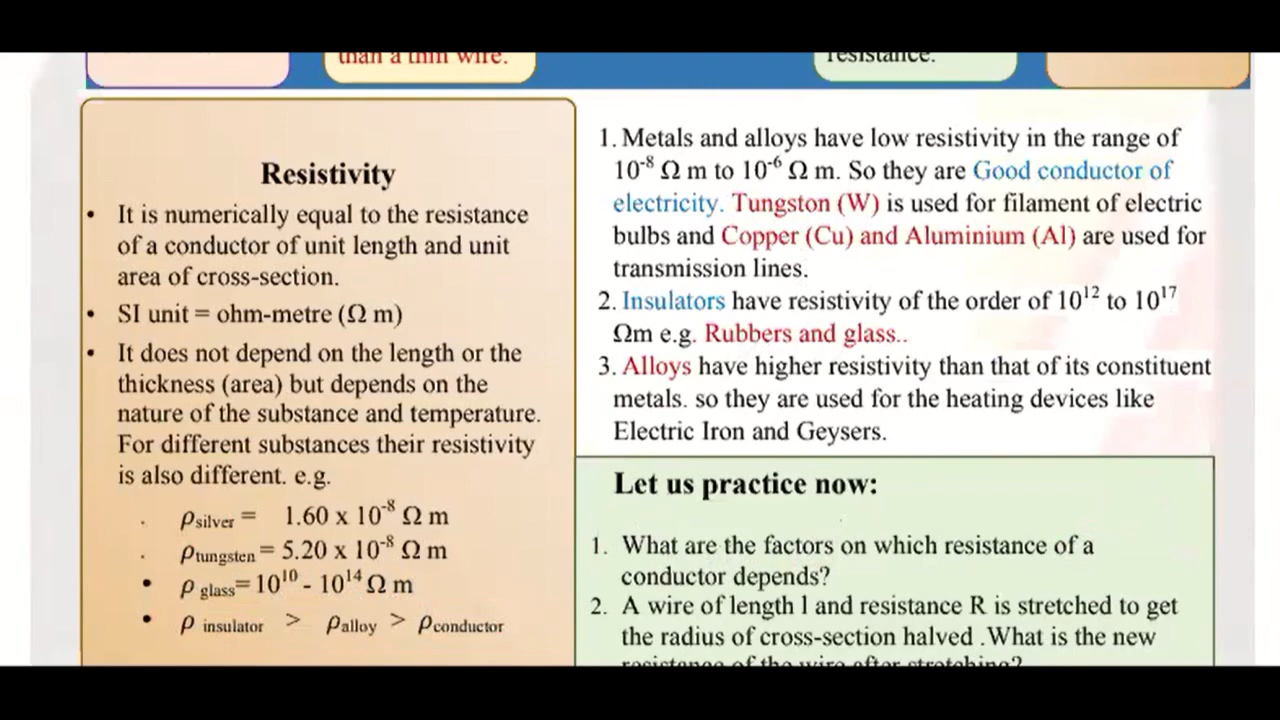 than a thin wire.
resistance.
Resistivity
• It is numerically equal to the resistance
of a conductor of unit length and unit
area of cross-section.
• SI unit = ohm-metre (Ω m)
• It does not depend on the length or the
thickness (area) but depends on the
nature of the substance and temperature.
For different substances their resistivity
is also different. e.g.
. ρsilver = 1.60 x 10⁻⁸ Ω m
. ρtungsten = 5.20 x 10⁻⁸ Ω m
• ρ glass = 10¹⁰ - 10¹⁴ Ω m
• ρ insulator > ρalloy > ρconductor
1. Metals and alloys have low resistivity in the range of
10⁻⁸ Ω m to 10⁻⁶ Ω m. So they are Good conductor of
electricity. Tungston (W) is used for filament of electric
bulbs and Copper (Cu) and Aluminium (Al) are used for
transmission lines.
2. Insulators have resistivity of the order of 10¹² to 10¹⁷
Ωm e.g. Rubbers and glass..
3. Alloys have higher resistivity than that of its constituent
metals. so they are used for the heating devices like
Electric Iron and Geysers.
Let us practice now:
1. What are the factors on which resistance of a
conductor depends?
2. A wire of length l and resistance R is stretched to get
the radius of cross-section halved .What is the new
resistance of the wire after stretching?